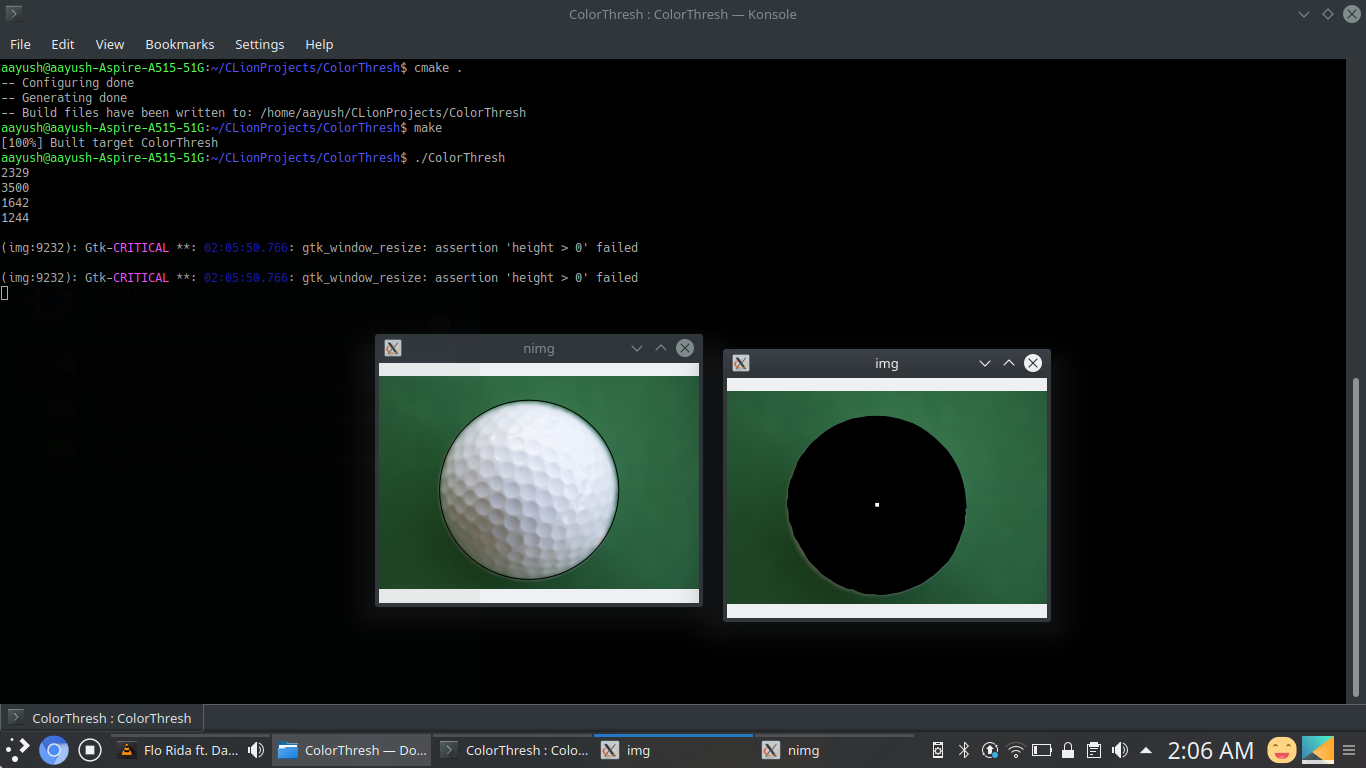 ColorThresh : ColorThresh — Konsole
File Edit View Bookmarks Settings Help
aayush@aayush-Aspire-A515-51G:~/CLionProjects/ColorThresh$ cmake .
-- Configuring done
-- Generating done
-- Build files have been written to: /home/aayush/CLionProjects/ColorThresh
aayush@aayush-Aspire-A515-51G:~/CLionProjects/ColorThresh$ make
[100%] Built target ColorThresh
aayush@aayush-Aspire-A515-51G:~/CLionProjects/ColorThresh$ ./ColorThresh
2329
3500
1642
1244
(img:9232): Gtk-CRITICAL **: 02:05:50.766: gtk_window_resize: assertion 'height > 0' failed
(img:9232): Gtk-CRITICAL **: 02:05:50.766: gtk_window_resize: assertion 'height > 0' failed
nimg
img
ColorThresh : ColorThresh
Flo Rida ft. Da... ColorThresh — Do... ColorThresh : Colo... img nimg 2:06 AM